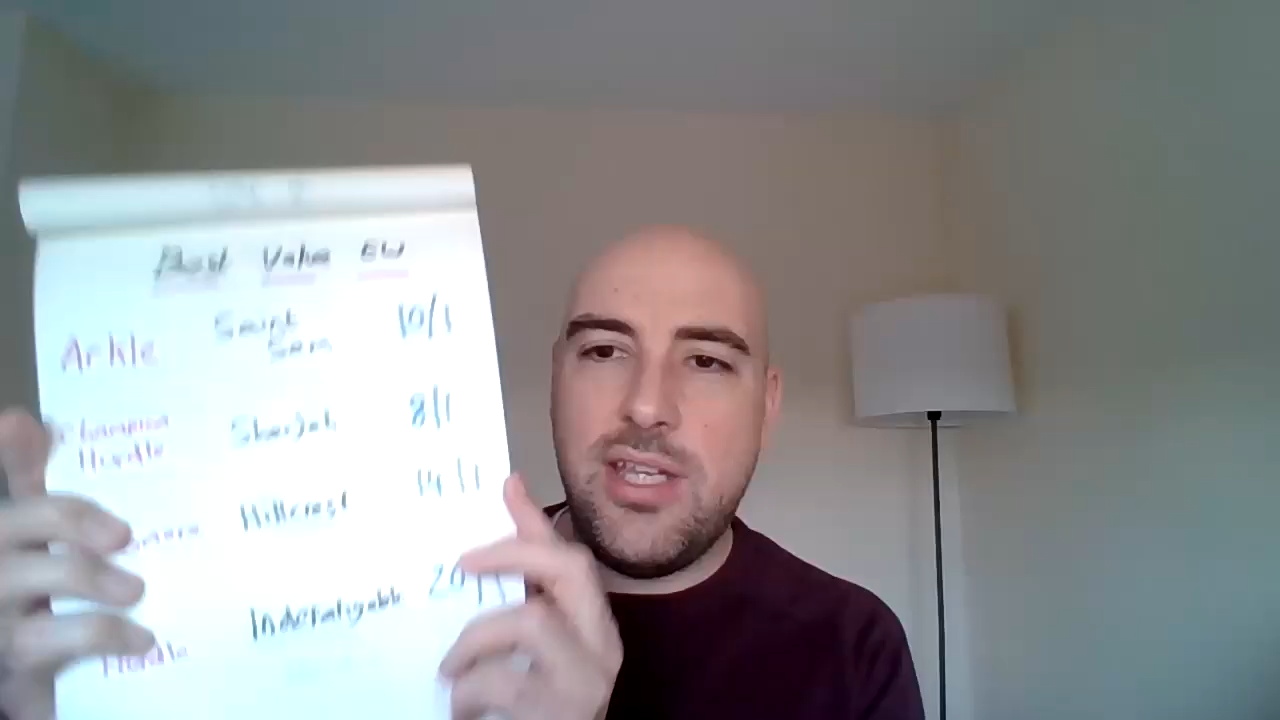 Best Value EW
Arkle Saint Sam 10/1
Champion Hurdle Sharjah 8/1
Hillcrest 14/1
Hurdle Indefatigable 20/1